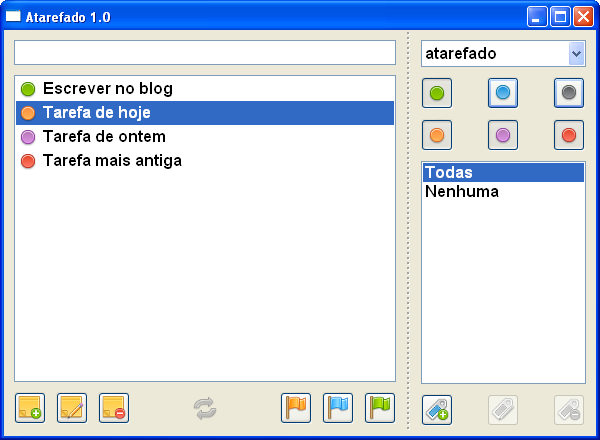 Atarefado 1.0
atarefado
Escrever no blog
Tarefa de hoje
Tarefa de ontem
Tarefa mais antiga
Todas
Nenhuma